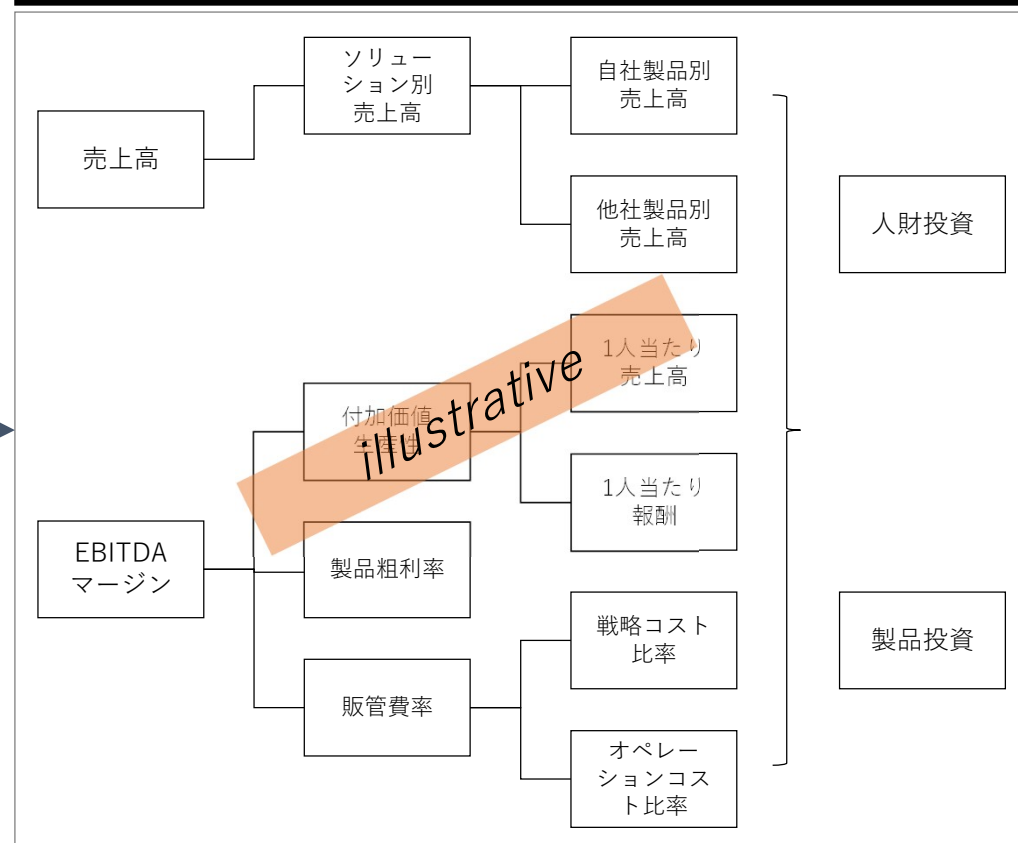 売上高
ソリュー
ション別
売上高
自社製品別
売上高
他社製品別
売上高
人財投資
EBITDA
マージン
付加価値
生産性
製品粗利率
販管費率
1人当たり
売上高
1人当たり
報酬
戦略コスト
比率
オペレー
ションコス
ト比率
製品投資
illustrative